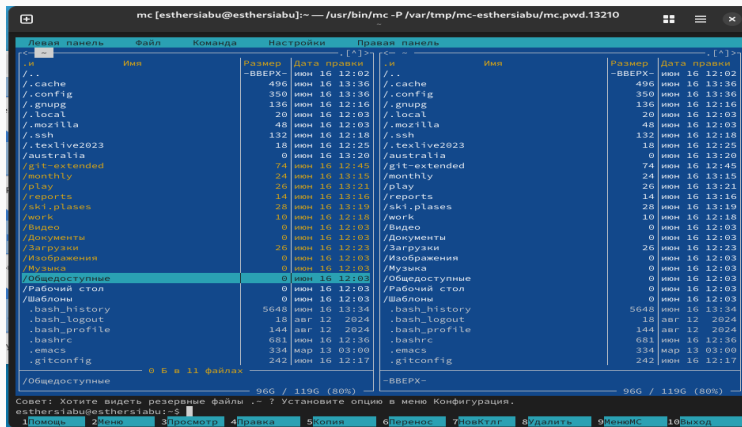 mc [esthersiabu@esthersiabu]:~ — /usr/bin/mc -P /var/tmp/mc-esthersiabu/mc.pwd.13210
Левая панель Файл Команда Настройки Правая панель
<— ~ .[^]> <— ~ .[^]>
.и Имя Размер Дата правки .и Имя Размер Дата правки
/.. -ВВЕРХ- июн 16 12:02 /.. -ВВЕРХ- июн 16 12:02
/.cache 496 июн 16 13:36 /.cache 496 июн 16 13:36
/.config 350 июн 16 13:36 /.config 350 июн 16 13:36
/.gnupg 136 июн 16 12:16 /.gnupg 136 июн 16 12:16
/.local 20 июн 16 12:03 /.local 20 июн 16 12:03
/.mozilla 48 июн 16 12:03 /.mozilla 48 июн 16 12:03
/.ssh 132 июн 16 12:18 /.ssh 132 июн 16 12:18
/.texlive2023 18 июн 16 12:25 /.texlive2023 18 июн 16 12:25
/australia 0 июн 16 13:20 /australia 0 июн 16 13:20
/git-extended 74 июн 16 12:45 /git-extended 74 июн 16 12:45
/monthly 24 июн 16 13:15 /monthly 24 июн 16 13:15
/play 26 июн 16 13:21 /play 26 июн 16 13:21
/reports 14 июн 16 13:16 /reports 14 июн 16 13:16
/ski.plases 28 июн 16 13:19 /ski.plases 28 июн 16 13:19
/work 10 июн 16 12:18 /work 10 июн 16 12:18
/Видео 0 июн 16 12:03 /Видео 0 июн 16 12:03
/Документы 0 июн 16 12:03 /Документы 0 июн 16 12:03
/Загрузки 26 июн 16 12:23 /Загрузки 26 июн 16 12:23
/Изображения 0 июн 16 12:03 /Изображения 0 июн 16 12:03
/Музыка 0 июн 16 12:03 /Музыка 0 июн 16 12:03
/Общедоступные 0 июн 16 12:03 /Общедоступные 0 июн 16 12:03
/Рабочий стол 0 июн 16 12:03 /Рабочий стол 0 июн 16 12:03
/Шаблоны 0 июн 16 12:03 /Шаблоны 0 июн 16 12:03
.bash_history 5648 июн 16 13:34 .bash_history 5648 июн 16 13:34
.bash_logout 18 авг 12 2024 .bash_logout 18 авг 12 2024
.bash_profile 144 авг 12 2024 .bash_profile 144 авг 12 2024
.bashrc 681 июн 16 12:36 .bashrc 681 июн 16 12:36
.emacs 334 мар 13 03:00 .emacs 334 мар 13 03:00
.gitconfig 242 июн 16 12:17 .gitconfig 242 июн 16 12:17
0 Б в 11 файлах
/Общедоступные -ВВЕРХ-
96G / 119G (80%) 96G / 119G (80%)
Совет: Хотите видеть резервные файлы .~ ? Установите опцию в меню Конфигурация.
esthersiabu@esthersiabu:~$
1Помощь 2Меню 3Просмотр 4Правка 5Копия 6Перенос 7НовКтлг 8Удалить 9МенюMC 10Выход